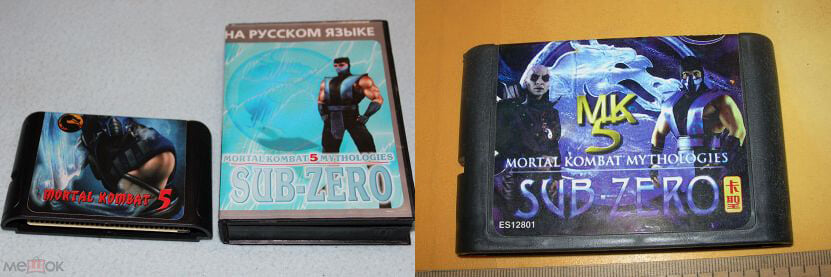 НА РУССКОМ ЯЗЫКЕ
MORTAL KOMBAT 5 MYTHOLOGIES
SUB-ZERO
MORTAL KOMBAT 5
мешок
MK
5
MORTAL KOMBAT MYTHOLOGIES
SUB-ZERO
卡聖
ES12801